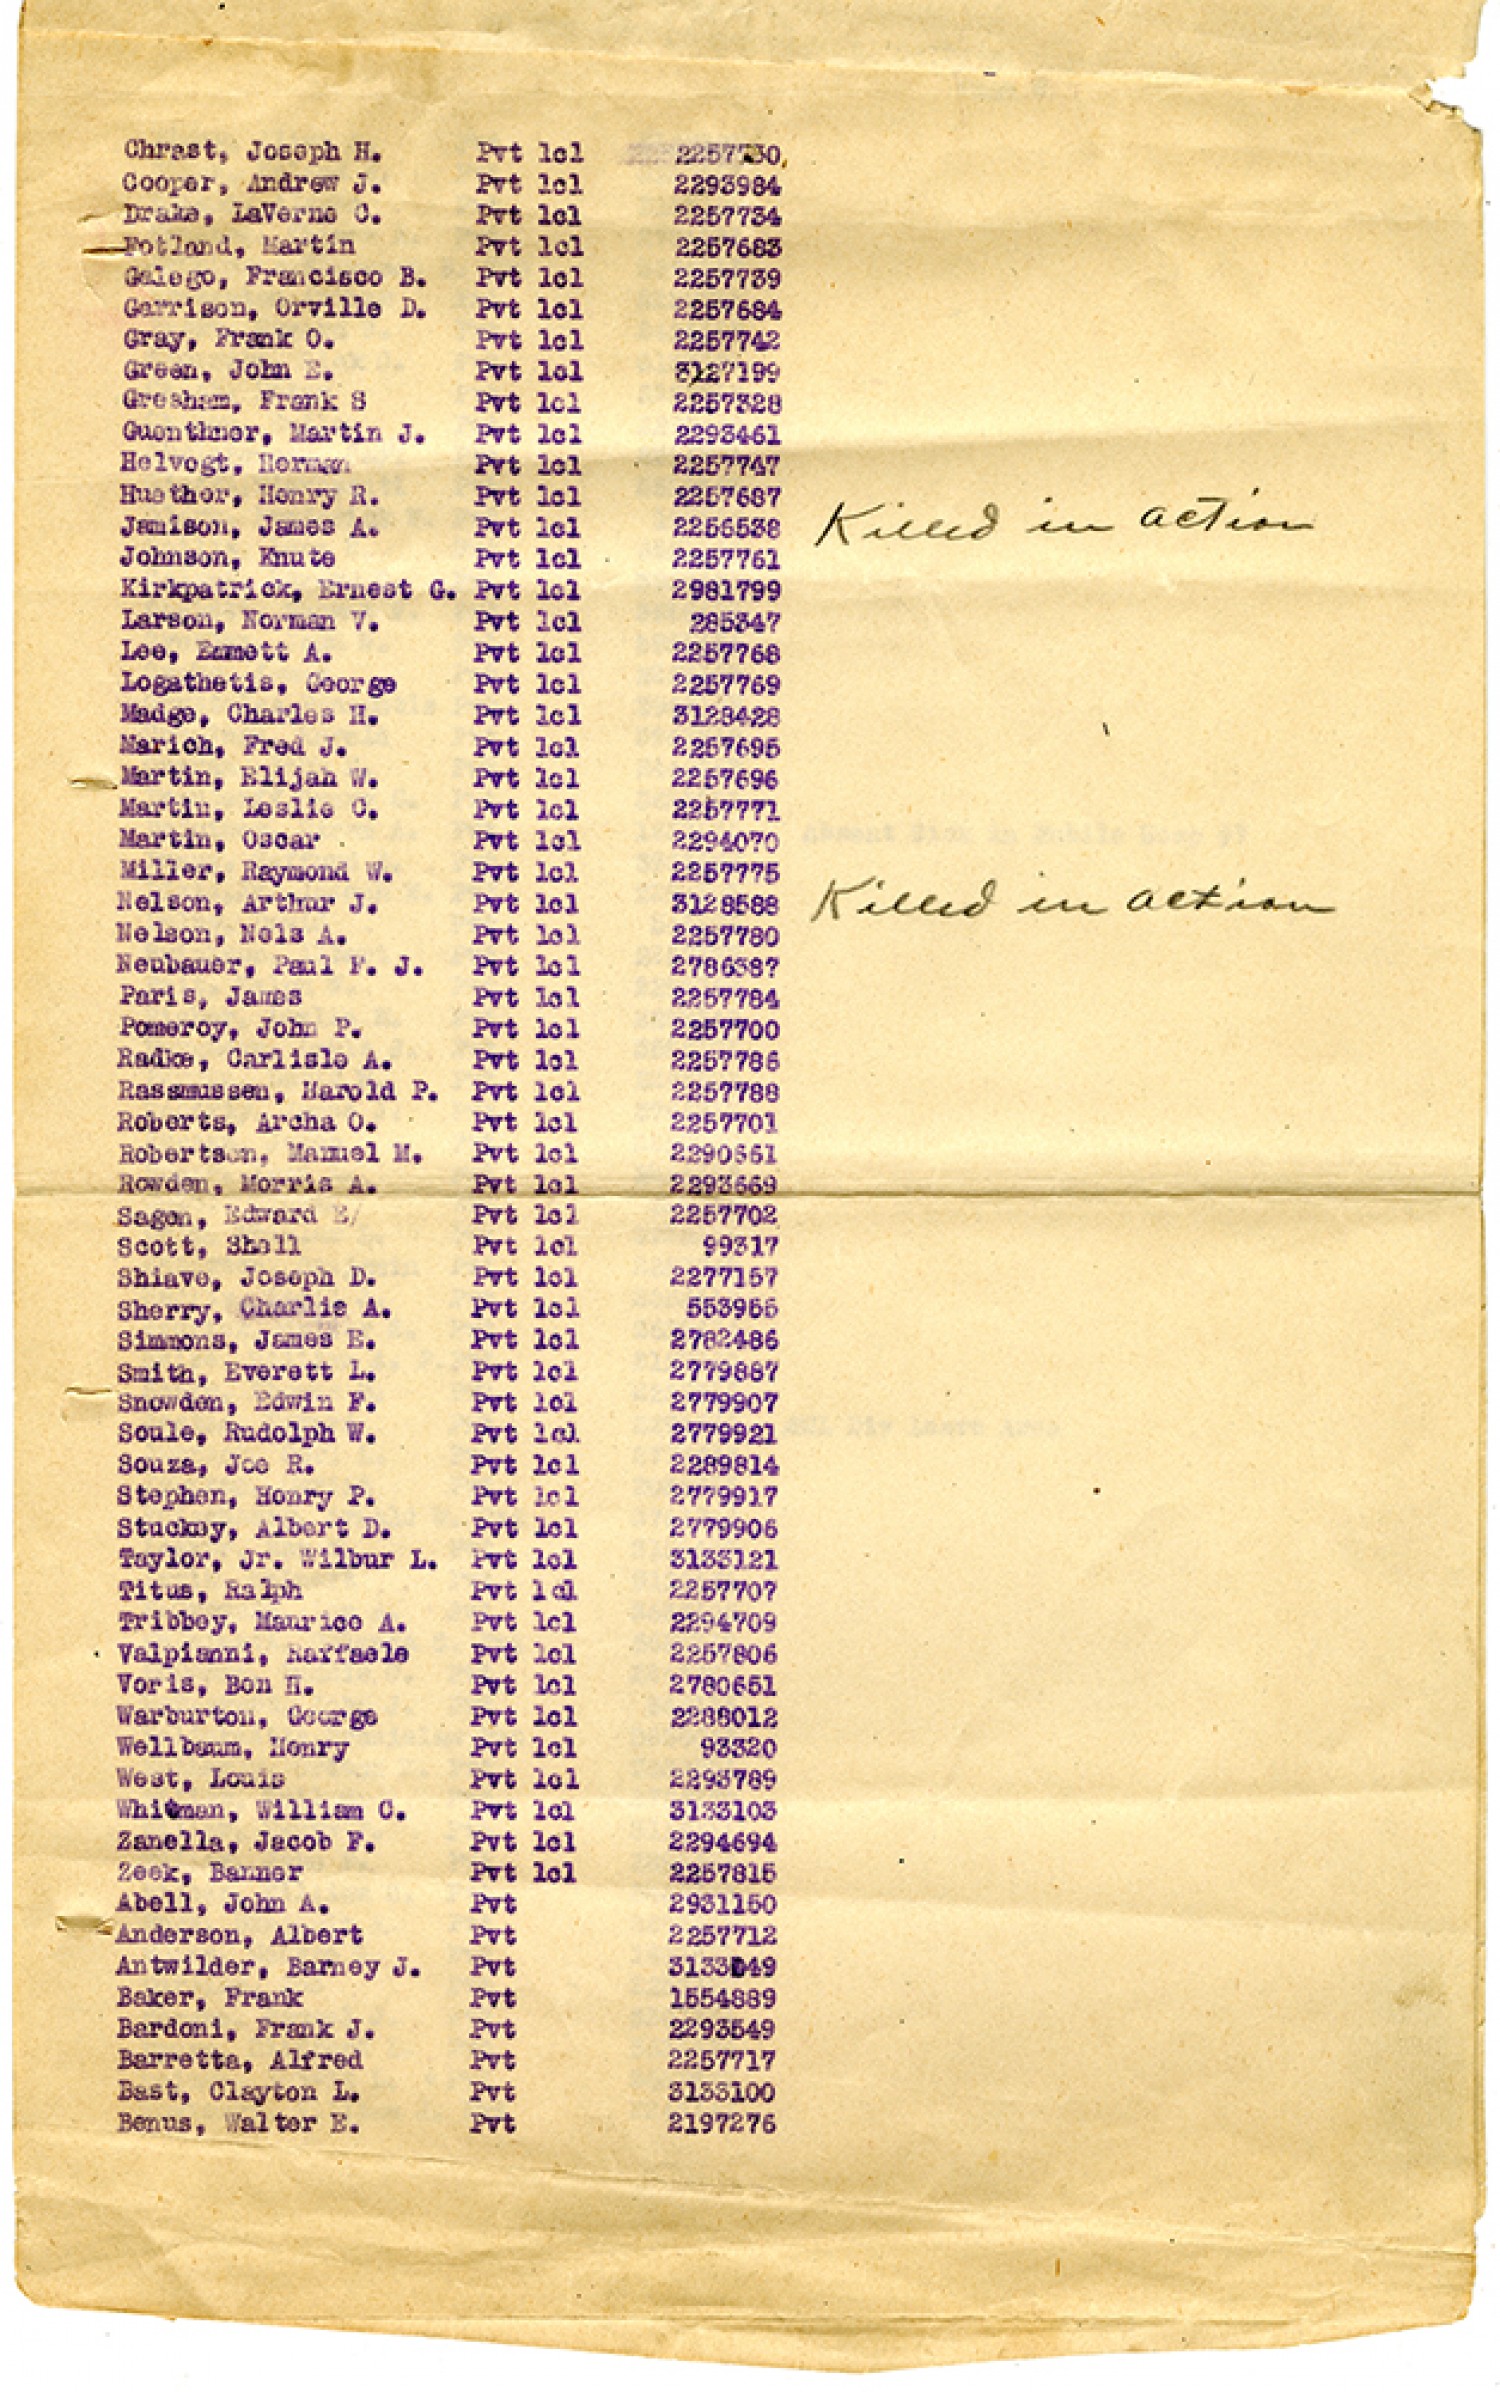 Chrast, Joseph H. Pvt 1cl 2257730
Cooper, Andrew J. Pvt 1cl 2293984
Drake, LaVerne C. Pvt 1cl 2257734
Fotland, Martin Pvt 1cl 2257683
Galego, Francisco B. Pvt 1cl 2257739
Garrison, Orville D. Pvt 1cl 2257684
Gray, Frank O. Pvt 1cl 2257742
Green, John E. Pvt 1cl 3127199
Gresham, Frank S Pvt 1cl 2257328
Guenthner, Martin J. Pvt 1cl 2293461
Helvogt, Herman Pvt 1cl 2257747
Huether, Henry R. Pvt 1cl 2257687
Jamison, James A. Pvt 1cl 2256538 Killed in action
Johnson, Knute Pvt 1cl 2257761
Kirkpatrick, Ernest G. Pvt 1cl 2981799
Larson, Norman V. Pvt 1cl 285347
Lee, Emmett A. Pvt 1cl 2257768
Logathetis, George Pvt 1cl 2257769
Madge, Charles H. Pvt 1cl 3128428
Marich, Fred J. Pvt 1cl 2257695
Martin, Elijah W. Pvt 1cl 2257696
Martin, Leslie C. Pvt 1cl 2257771
Martin, Oscar Pvt 1cl 2294070
Miller, Raymond W. Pvt 1cl 2257775
Nelson, Arthur J. Pvt 1cl 3128588 Killed in action
Nelson, Nels A. Pvt 1cl 2257780
Neubauer, Paul F. J. Pvt 1cl 2786387
Paris, James Pvt 1cl 2257784
Pomeroy, John P. Pvt 1cl 2257700
Radke, Carlisle A. Pvt 1cl 2257786
Rassmussen, Harold P. Pvt 1cl 2257788
Roberts, Archa O. Pvt 1cl 2257701
Robertson, Manuel M. Pvt 1cl 2290561
Rowden, Morris A. Pvt 1cl 2293669
Sagen, Edward E/ Pvt 1cl 2257702
Scott, Shell Pvt 1cl 99317
Shiave, Joseph D. Pvt 1cl 2277157
Sherry, Charlie A. Pvt 1cl 553955
Simmons, James E. Pvt 1cl 2782486
Smith, Everett L. Pvt 1cl 2779887
Snowden, Edwin F. Pvt 1cl 2779907
Soule, Rudolph W. Pvt 1cl 2779921
Souza, Joe R. Pvt 1cl 2289814
Stephen, Henry P. Pvt 1cl 2779917
Stuckey, Albert D. Pvt 1cl 2779906
Taylor, Jr. Wilbur L. Pvt 1cl 3133121
Titus, Ralph Pvt 1cl 2257707
Tribbey, Maurice A. Pvt 1cl 2294709
Valpianni, Raffaele Pvt 1cl 2257806
Voris, Ben H. Pvt 1cl 2780651
Warburton, George Pvt 1cl 2288012
Wellbaum, Henry Pvt 1cl 93320
West, Louis Pvt 1cl 2293789
Whitman, William C. Pvt 1cl 3133103
Zanella, Jacob F. Pvt 1cl 2294694
Zeek, Banner Pvt 1cl 2257815
Abell, John A. Pvt 2931150
Anderson, Albert Pvt 2257712
Antwilder, Barney J. Pvt 3133049
Baker, Frank Pvt 1554889
Bardoni, Frank J. Pvt 2293549
Barretta, Alfred Pvt 2257717
Bast, Clayton L. Pvt 3133100
Benus, Walter E. Pvt 2197276